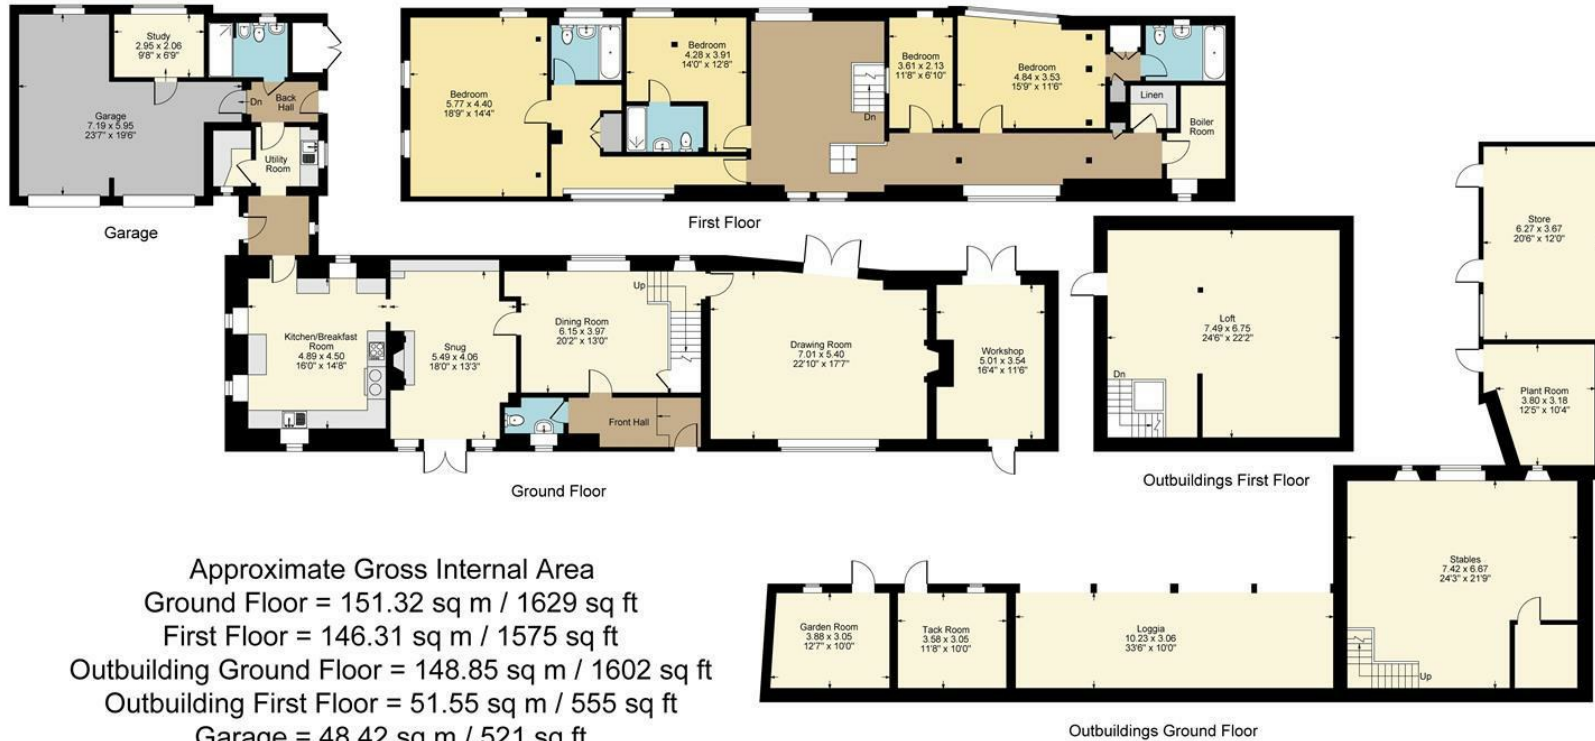 Study
2.95 x 2.06
9'8" x 6'9"
Garage
7.19 x 5.95
23'7" x 19'6"
Dn
Back
Hall
Utility
Room
Garage
Bedroom
5.77 x 4.40
18'9" x 14'4"
Bedroom
4.28 x 3.91
14'0" x 12'8"
Dn
Bedroom
3.61 x 2.13
11'8" x 6'10"
Bedroom
4.84 x 3.53
15'9" x 11'6"
Linen
Boiler
Room
First Floor
Kitchen/Breakfast
Room
4.89 x 4.50
16'0" x 14'8"
Snug
5.49 x 4.06
18'0" x 13'3"
Dining Room
6.15 x 3.97
20'2" x 13'0"
Up
Front Hall
Drawing Room
7.01 x 5.40
22'10" x 17'7"
Workshop
5.01 x 3.54
16'4" x 11'6"
Ground Floor
Loft
7.49 x 6.75
24'6" x 22'2"
Dn
Outbuildings First Floor
Store
6.27 x 3.67
20'6" x 12'0"
Plant Room
3.80 x 3.18
12'5" x 10'4"
Stables
7.42 x 6.67
24'3" x 21'9"
Up
Garden Room
3.88 x 3.05
12'7" x 10'0"
Tack Room
3.58 x 3.05
11'8" x 10'0"
Loggia
10.23 x 3.06
33'6" x 10'0"
Outbuildings Ground Floor
Approximate Gross Internal Area
Ground Floor = 151.32 sq m / 1629 sq ft
First Floor = 146.31 sq m / 1575 sq ft
Outbuilding Ground Floor = 148.85 sq m / 1602 sq ft
Outbuilding First Floor = 51.55 sq m / 555 sq ft
Garage = 48.42 sq m / 521 sq ft